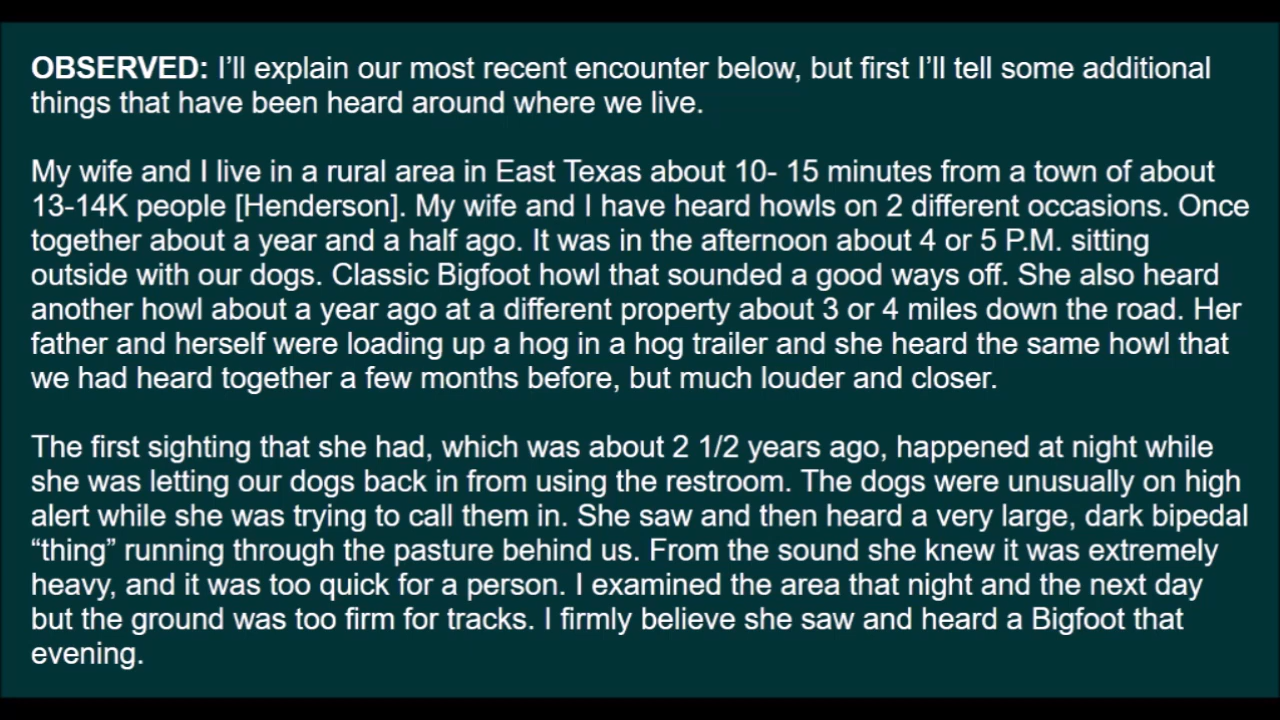 OBSERVED: I’ll explain our most recent encounter below, but first I’ll tell some additional
things that have been heard around where we live.
My wife and I live in a rural area in East Texas about 10- 15 minutes from a town of about
13-14K people [Henderson]. My wife and I have heard howls on 2 different occasions. Once
together about a year and a half ago. It was in the afternoon about 4 or 5 P.M. sitting
outside with our dogs. Classic Bigfoot howl that sounded a good ways off. She also heard
another howl about a year ago at a different property about 3 or 4 miles down the road. Her
father and herself were loading up a hog in a hog trailer and she heard the same howl that
we had heard together a few months before, but much louder and closer.
The first sighting that she had, which was about 2 1/2 years ago, happened at night while
she was letting our dogs back in from using the restroom. The dogs were unusually on high
alert while she was trying to call them in. She saw and then heard a very large, dark bipedal
“thing” running through the pasture behind us. From the sound she knew it was extremely
heavy, and it was too quick for a person. I examined the area that night and the next day
but the ground was too firm for tracks. I firmly believe she saw and heard a Bigfoot that
evening.